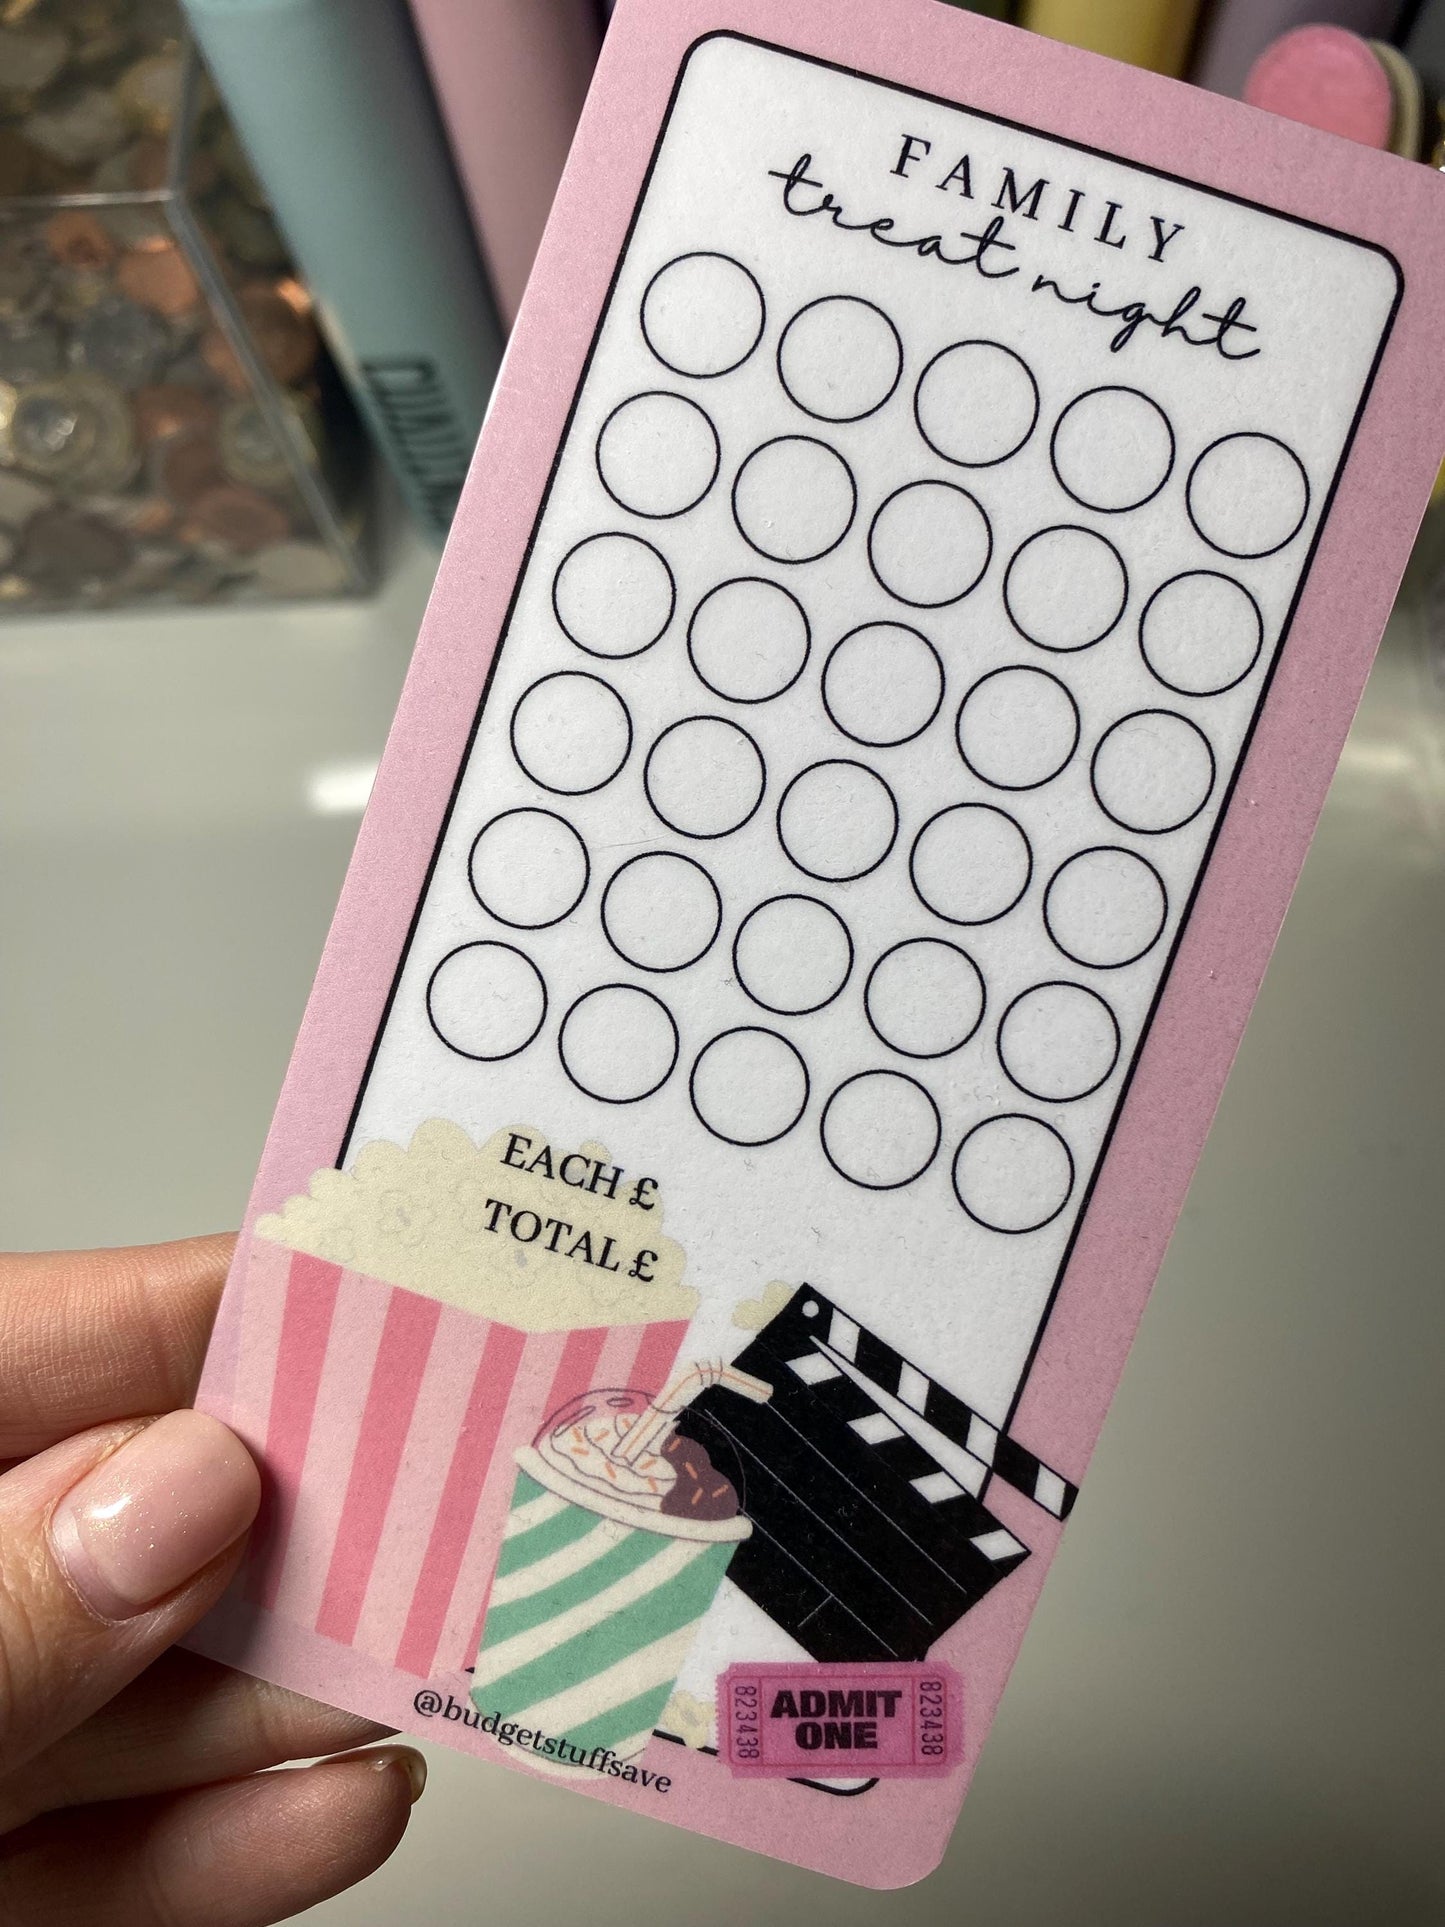 FAMILY
treat night
EACH £
TOTAL £
823438
ADMIT
ONE
823438
@budgetstuffsave